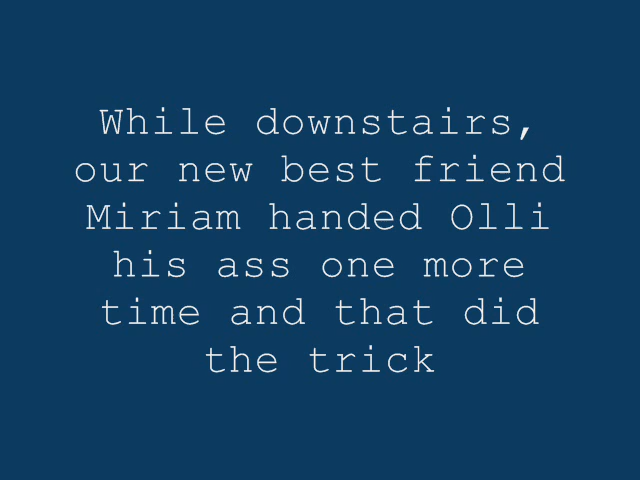 While downstairs,
our new best friend
Miriam handed Olli
his ass one more
time and that did
the trick